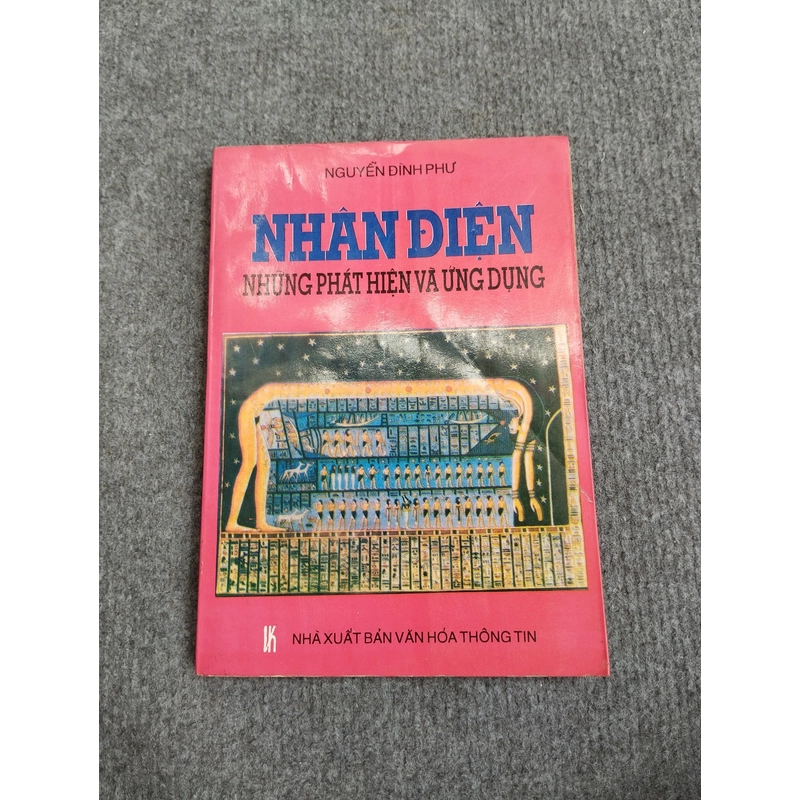 NGUYỄN ĐÌNH PHƯ
NHÂN ĐIỆN
NHỮNG PHÁT HIỆN VÀ ỨNG DỤNG
NHÀ XUẤT BẢN VĂN HÓA THÔNG TIN